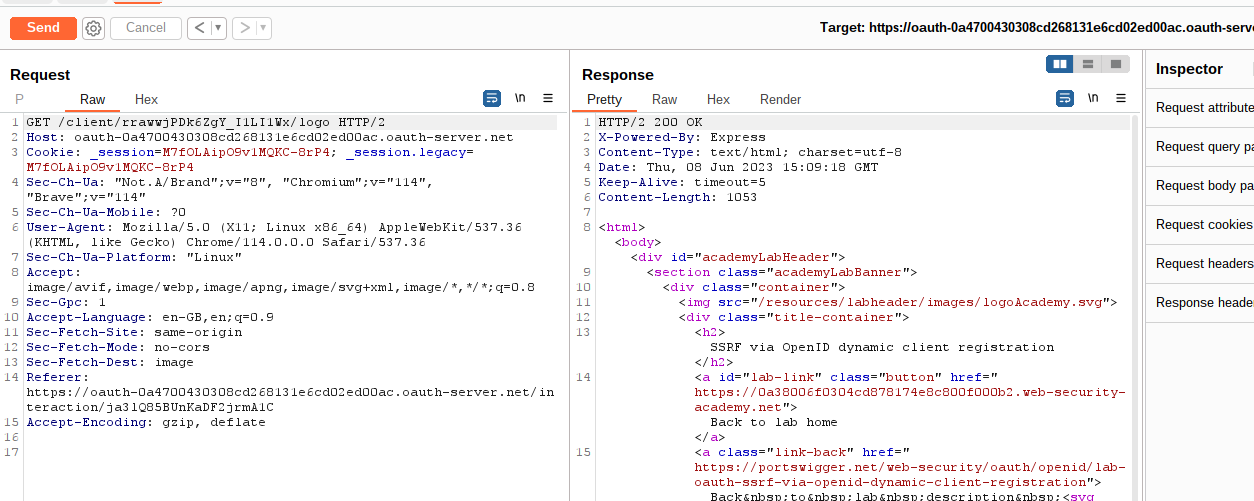 Send
Cancel
Target: https://oauth-0a4700430308cd268131e6cd02ed00ac.oauth-serve
Request
P Raw Hex \n
1 GET /client/rrawwjPDk6ZgY_I1LI1Wx/logo HTTP/2
2 Host: oauth-0a4700430308cd268131e6cd02ed00ac.oauth-server.net
3 Cookie: _session=M7fOLAipO9v1MQKC-8rP4; _session.legacy=
M7fOLAipO9v1MQKC-8rP4
4 Sec-Ch-Ua: "Not.A/Brand";v="8", "Chromium";v="114",
"Brave";v="114"
5 Sec-Ch-Ua-Mobile: ?0
6 User-Agent: Mozilla/5.0 (X11; Linux x86_64) AppleWebKit/537.36
(KHTML, like Gecko) Chrome/114.0.0.0 Safari/537.36
7 Sec-Ch-Ua-Platform: "Linux"
8 Accept:
image/avif,image/webp,image/apng,image/svg+xml,image/*,*/*;q=0.8
9 Sec-Gpc: 1
10 Accept-Language: en-GB,en;q=0.9
11 Sec-Fetch-Site: same-origin
12 Sec-Fetch-Mode: no-cors
13 Sec-Fetch-Dest: image
14 Referer:
https://oauth-0a4700430308cd268131e6cd02ed00ac.oauth-server.net/in
teraction/ja3lQ85BUnKaDF2jrmA1C
15 Accept-Encoding: gzip, deflate
16
17
Response
Pretty Raw Hex Render \n
1 HTTP/2 200 OK
2 X-Powered-By: Express
3 Content-Type: text/html; charset=utf-8
4 Date: Thu, 08 Jun 2023 15:09:18 GMT
5 Keep-Alive: timeout=5
6 Content-Length: 1053
7
8 <html>
<body>
<div id="academyLabHeader">
9 <section class="academyLabBanner">
10 <div class="container">
11 <img src="/resources/labheader/images/logoAcademy.svg">
12 <div class="title-container">
13 <h2>
SSRF via OpenID dynamic client registration
</h2>
14 <a id="lab-link" class="button" href="
https://0a38006f0304cd878174e8c800f000b2.web-security-
academy.net">
Back to lab home
</a>
15 <a class="link-back" href="
https://portswigger.net/web-security/oauth/openid/lab-
oauth-ssrf-via-openid-dynamic-client-registration">
Back&nbsp;to&nbsp;lab&nbsp;description&nbsp;<svg
Inspector
Request attribute
Request query pa
Request body pa
Request cookies
Request headers
Response heade